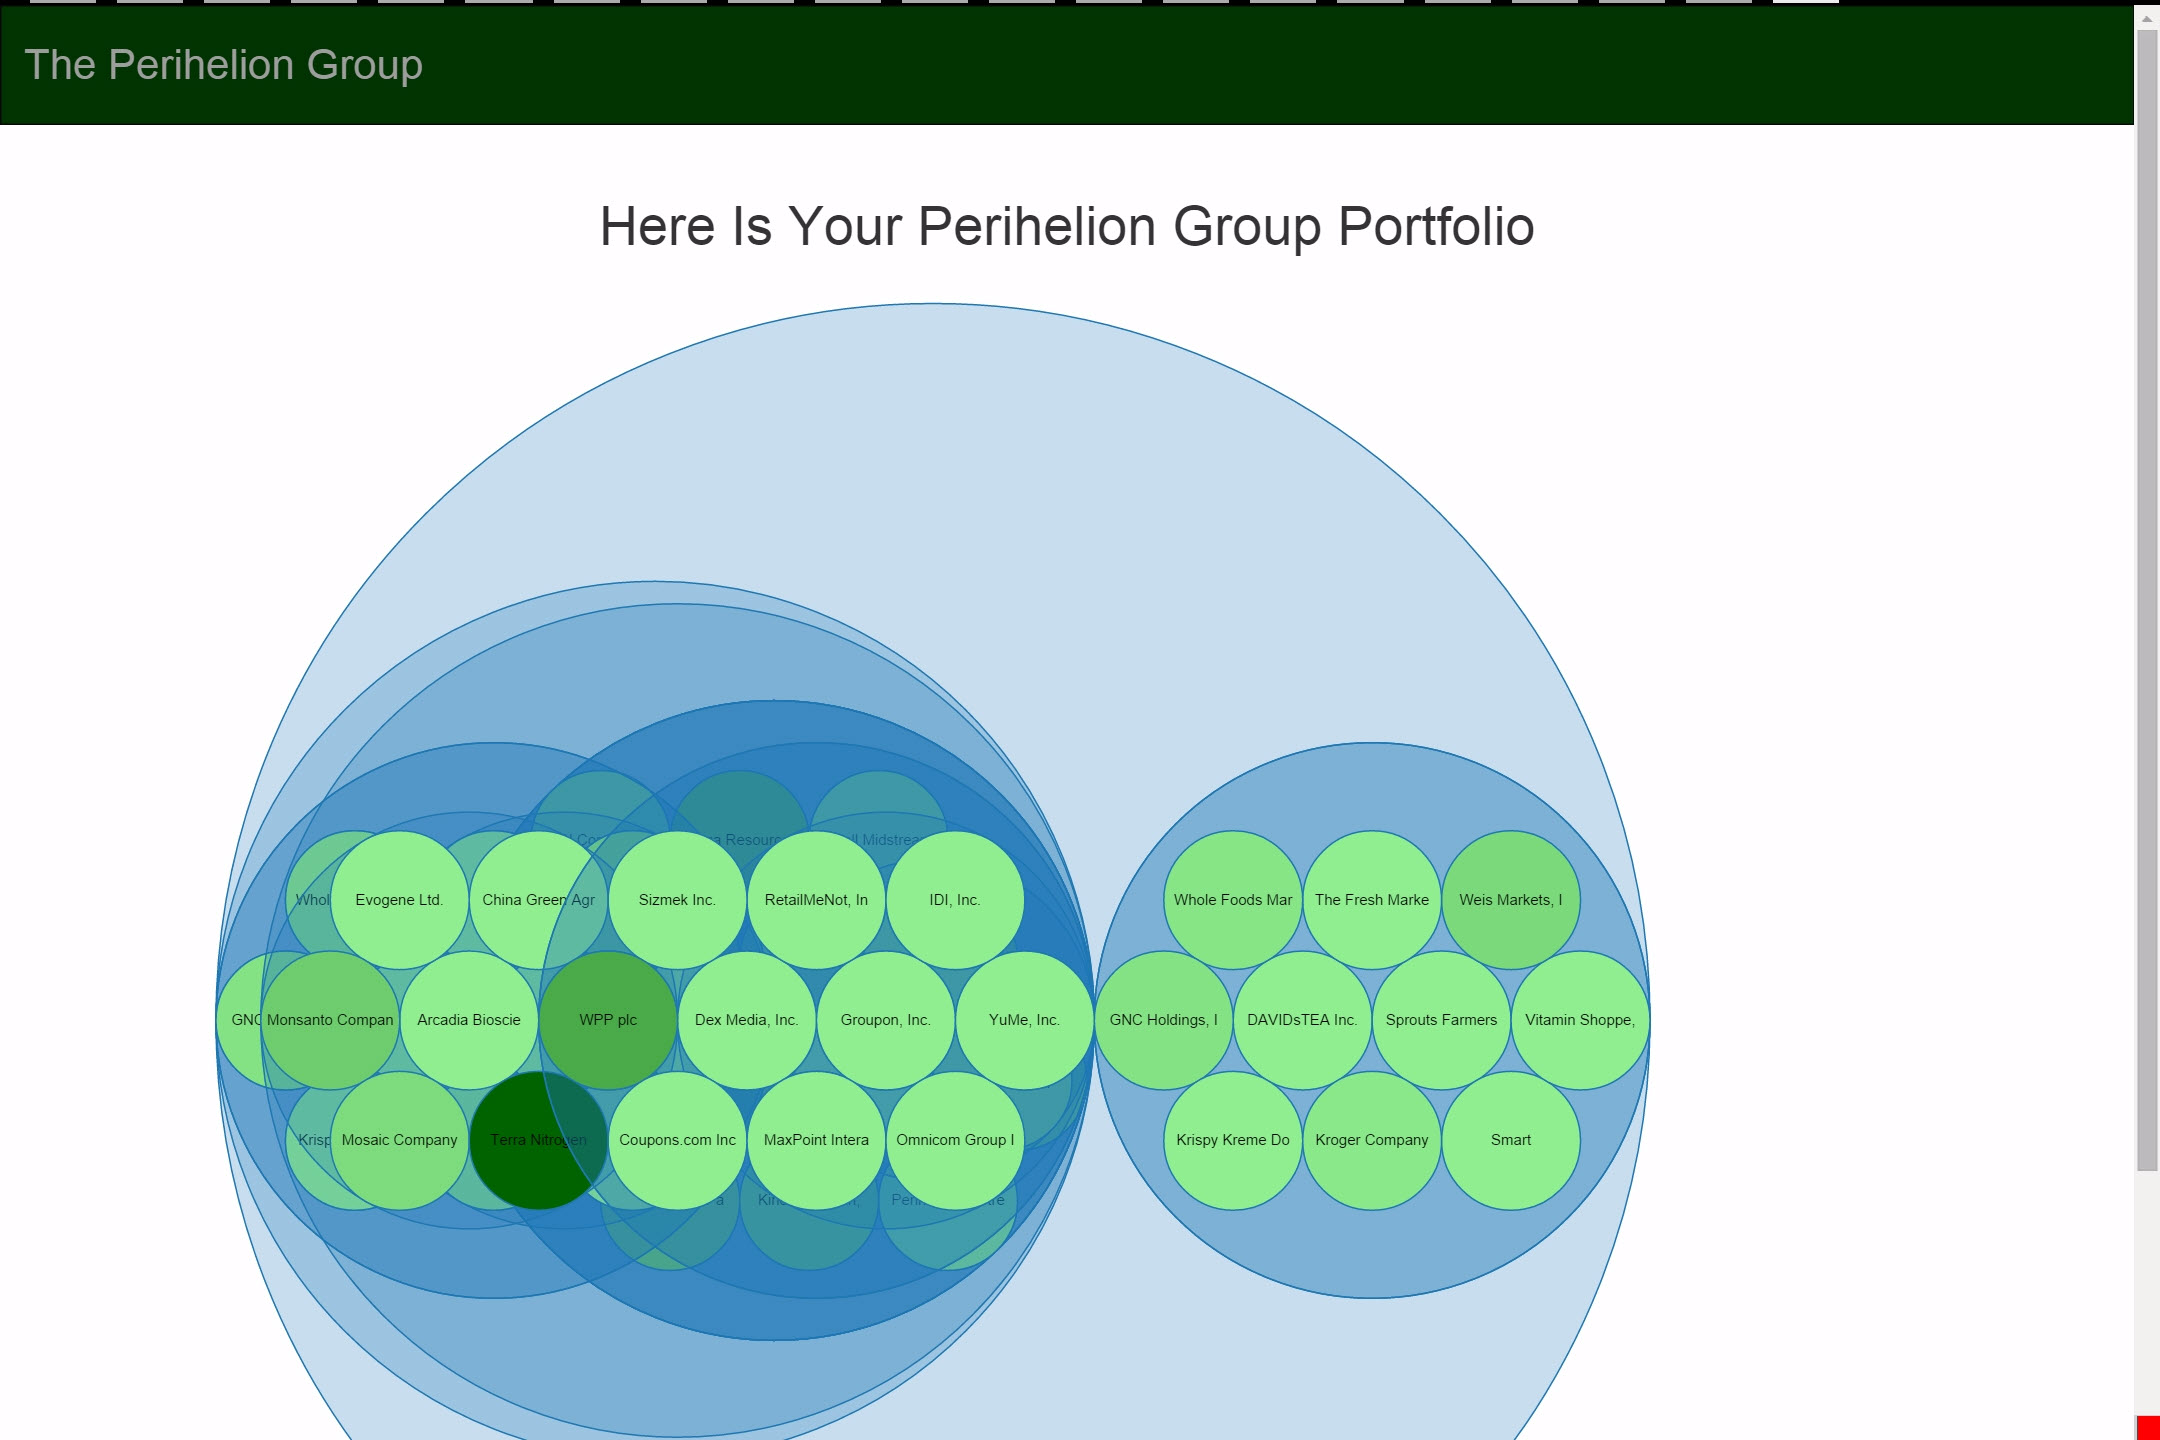 The Perihelion Group
Here Is Your Perihelion Group Portfolio
a Resourc
ll Midstrea
Whol
Evogene Ltd.
China Green Agr
Sizmek Inc.
RetailMeNot, In
IDI, Inc.
Whole Foods Mar
The Fresh Marke
Weis Markets, I
GNC
Monsanto Compan
Arcadia Bioscie
WPP plc
Dex Media, Inc.
Groupon, Inc.
YuMe, Inc.
GNC Holdings, I
DAVIDsTEA Inc.
Sprouts Farmers
Vitamin Shoppe,
Krisp
Mosaic Company
Terra Nitrogen
Coupons.com Inc
MaxPoint Intera
Omnicom Group I
Krispy Kreme Do
Kroger Company
Smart